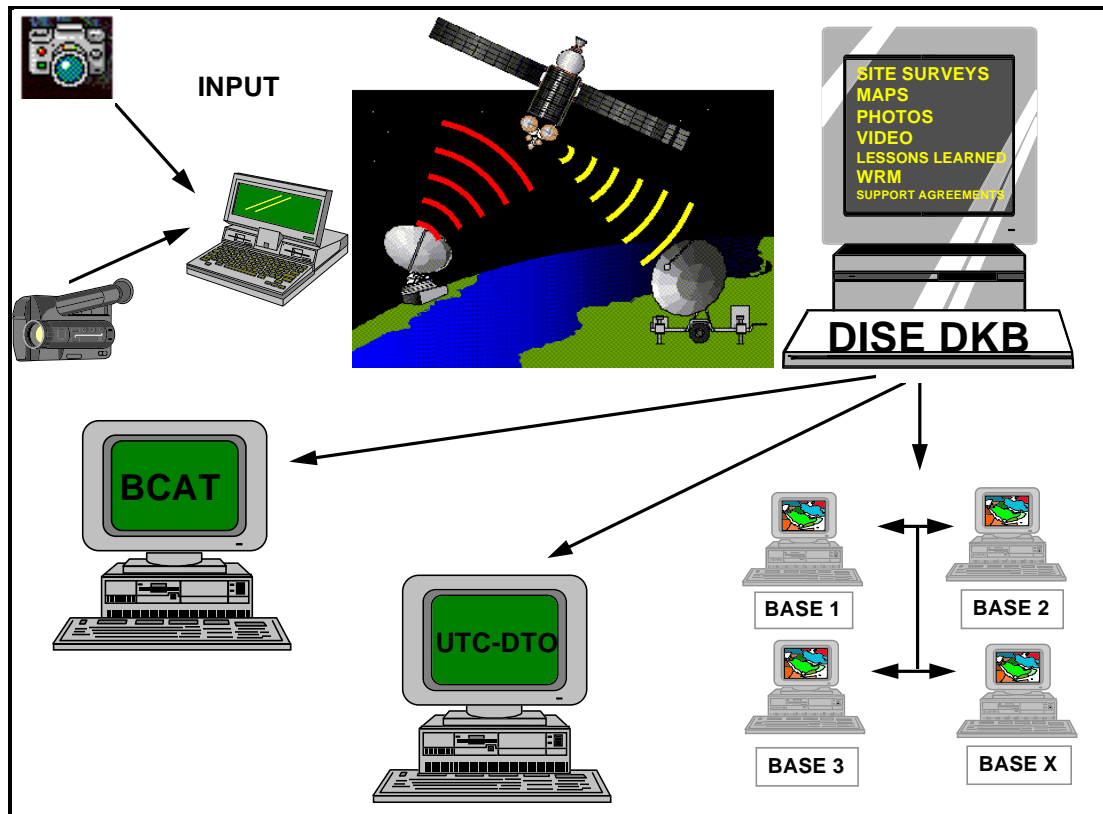 INPUT
SITE SURVEYS
MAPS
PHOTOS
VIDEO
LESSONS LEARNED
WRM
SUPPORT AGREEMENTS
DISE DKB
BCAT
UTC-DTO
BASE 1
BASE 2
BASE 3
BASE X